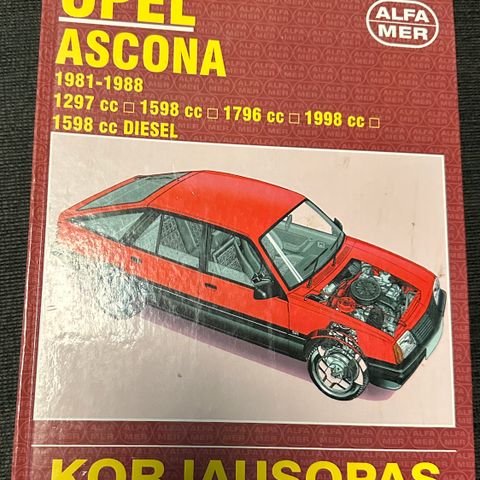 OPEL
ALFA
MER
ASCONA
1981-1988
1297 cc □ 1598 cc □ 1796 cc □ 1998 cc □
1598 cc DIESEL
KORJAUSOPAS